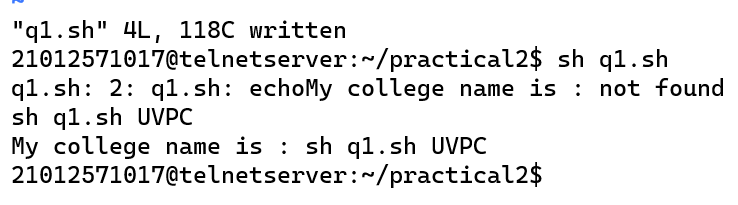 ~
"q1.sh" 4L, 118C written
21012571017@telnetserver:~/practical2$ sh q1.sh
q1.sh: 2: q1.sh: echoMy college name is : not found
sh q1.sh UVPC
My college name is : sh q1.sh UVPC
21012571017@telnetserver:~/practical2$